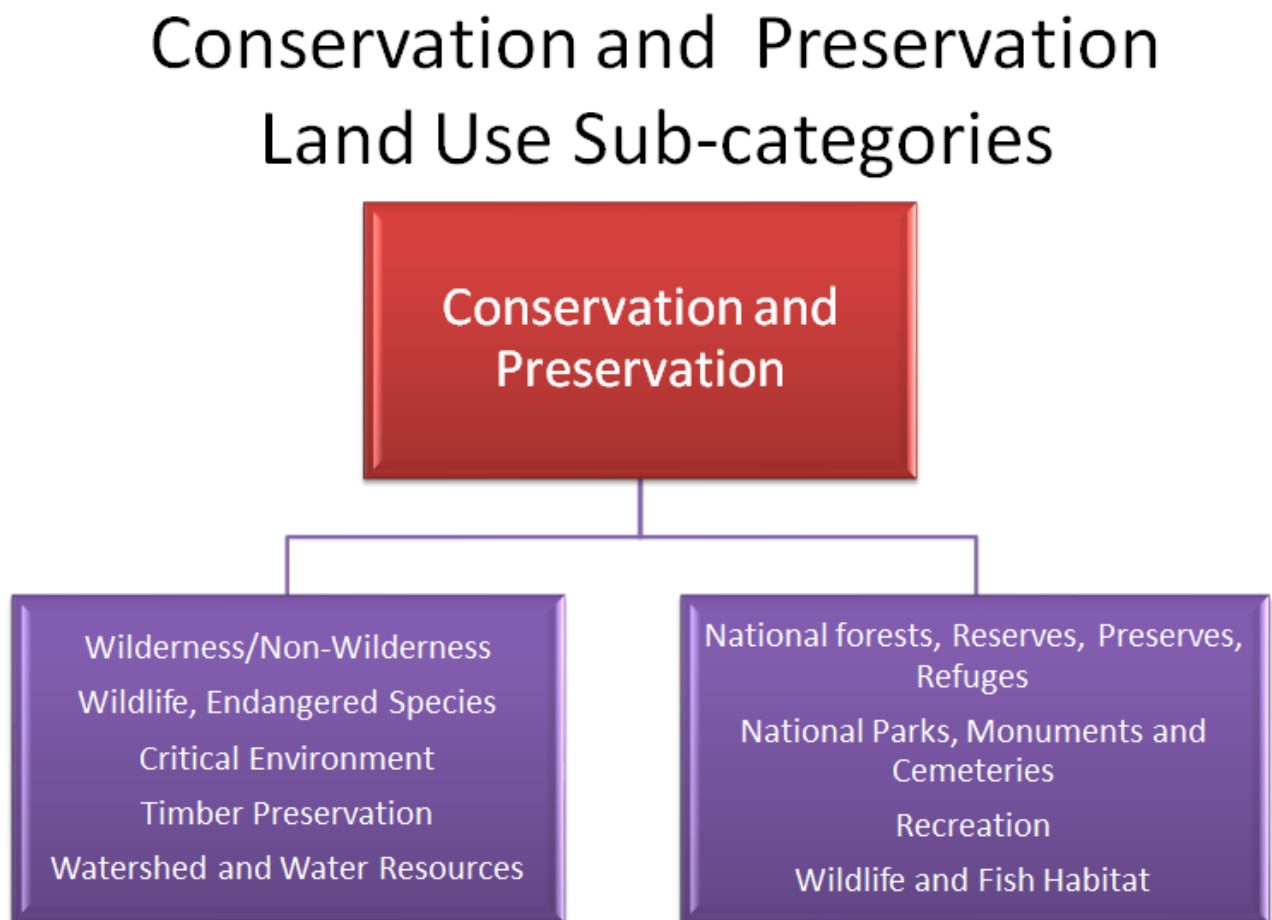 Conservation and Preservation
Land Use Sub-categories
Conservation and
Preservation
Wilderness/Non-Wilderness
Wildlife, Endangered Species
Critical Environment
Timber Preservation
Watershed and Water Resources
National forests, Reserves, Preserves,
Refuges
National Parks, Monuments and
Cemeteries
Recreation
Wildlife and Fish Habitat